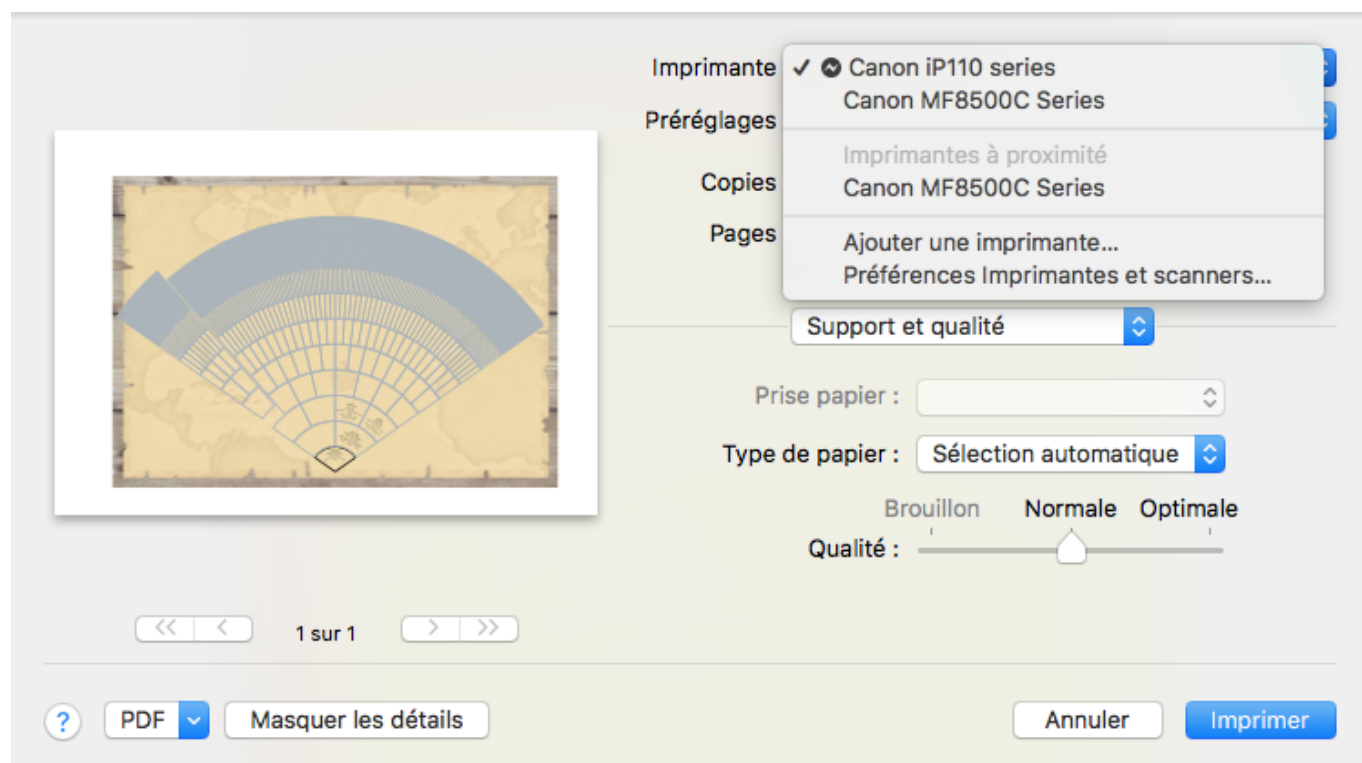 Imprimante
✓ Canon iP110 series
Canon MF8500C Series
Préréglages
Imprimantes à proximité
Copies
Canon MF8500C Series
Pages
Ajouter une imprimante...
Préférences Imprimantes et scanners...
Support et qualité
Prise papier :
Type de papier : Sélection automatique
Brouillon Normale Optimale
Qualité :
<< < 1 sur 1 > >>
? PDF Masquer les détails Annuler Imprimer